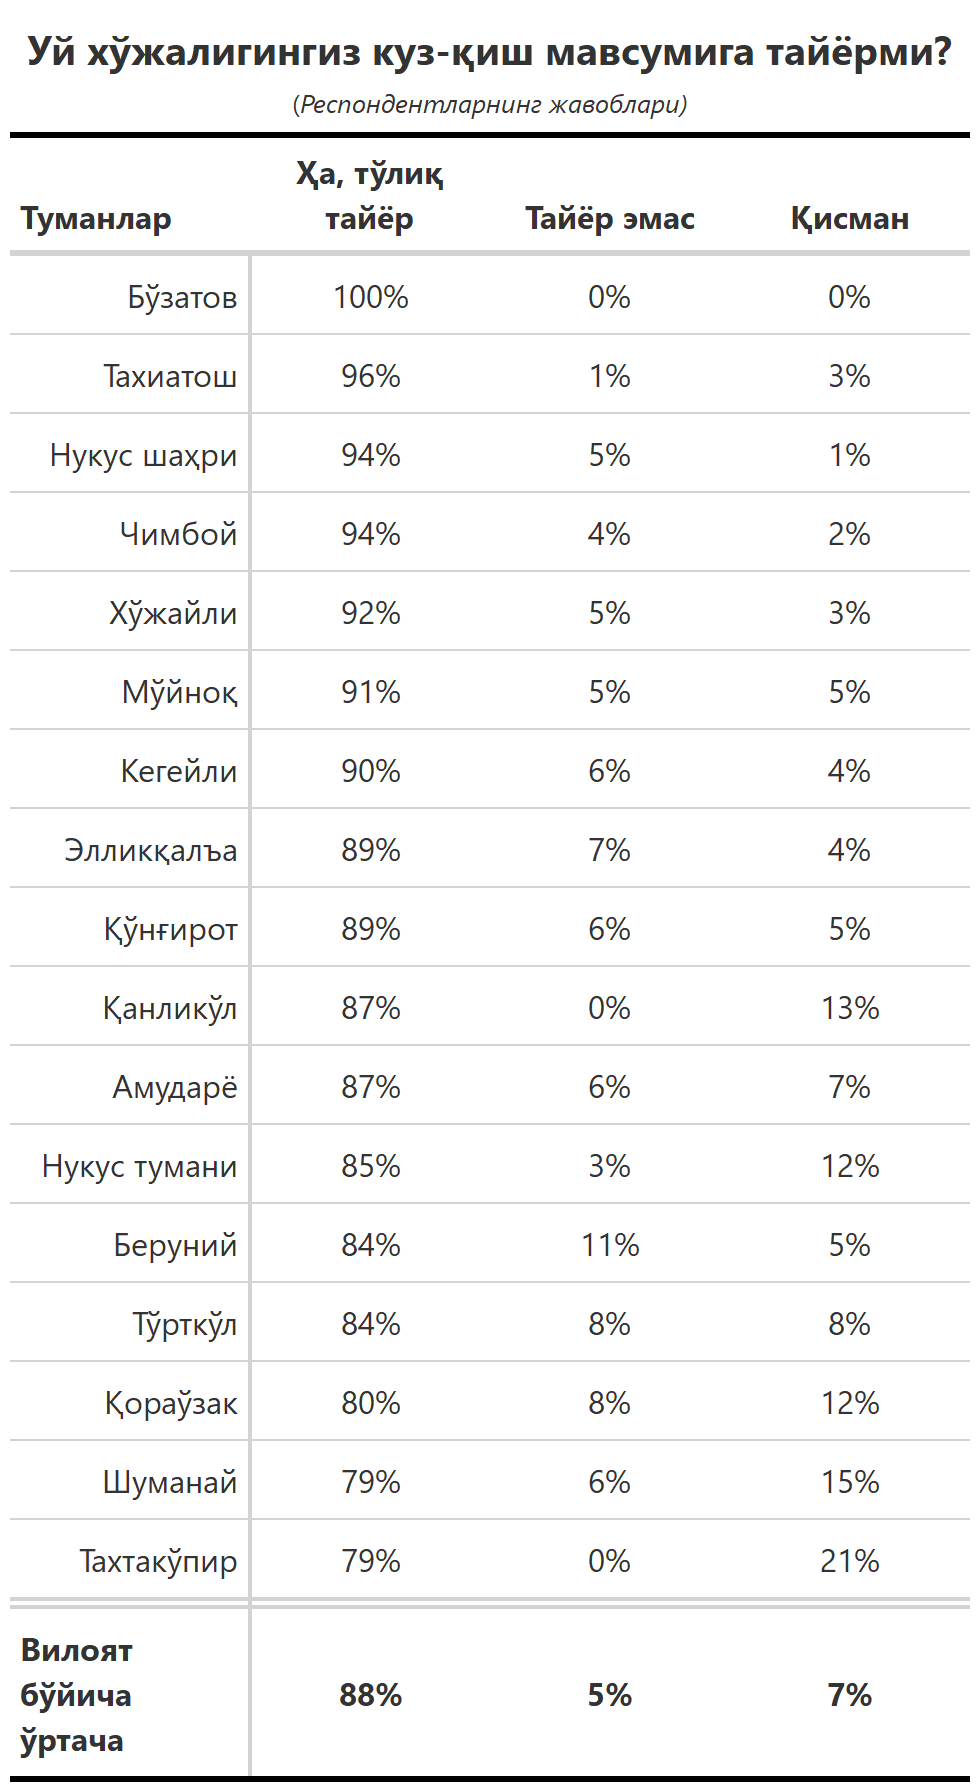 Уй хўжалигингиз куз-қиш мавсумига тайёрми?
(Респондентларнинг жавоблари)
Туманлар Ҳа, тўлиқ тайёр Тайёр эмас Қисман
Бўзатов 100% 0% 0%
Тахиатош 96% 1% 3%
Нукус шаҳри 94% 5% 1%
Чимбой 94% 4% 2%
Хўжайли 92% 5% 3%
Мўйноқ 91% 5% 5%
Кегейли 90% 6% 4%
Элликқалъа 89% 7% 4%
Қўнғирот 89% 6% 5%
Қанликўл 87% 0% 13%
Амударё 87% 6% 7%
Нукус тумани 85% 3% 12%
Беруний 84% 11% 5%
Тўрткўл 84% 8% 8%
Қораўзак 80% 8% 12%
Шуманай 79% 6% 15%
Тахтакўпир 79% 0% 21%
Вилоят
бўйича
ўртача
88% 5% 7%